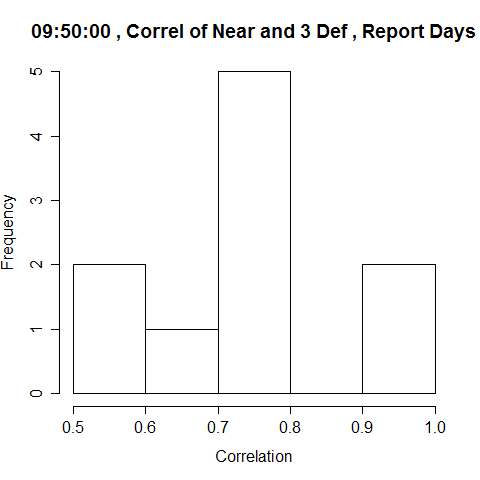 09:50:00 , Correl of Near and 3 Def , Report Days
Frequency
5
4
3
2
1
0
0.5 0.6 0.7 0.8 0.9 1.0
Correlation